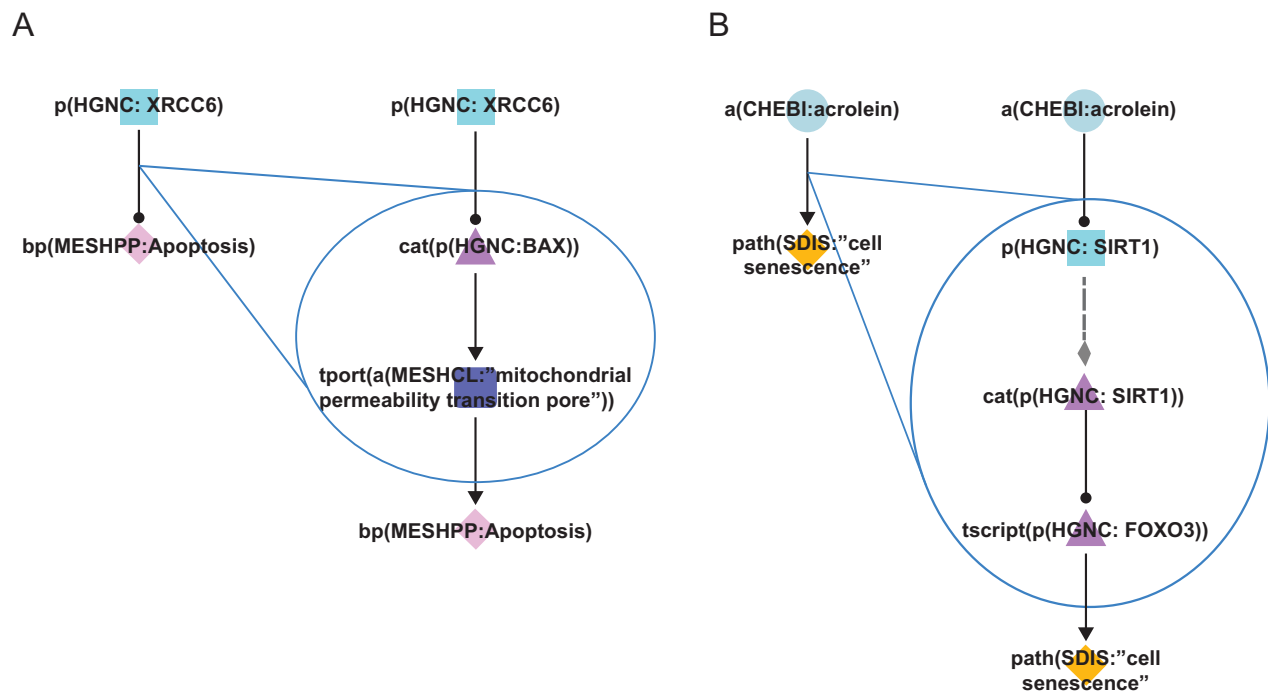 A
B
p(HGNC: XRCC6)
p(HGNC: XRCC6)
bp(MESHPP:Apoptosis)
cat(p(HGNC:BAX))
tport(a(MESHCL:”mitochondrial
permeability transition pore”))
bp(MESHPP:Apoptosis)
a(CHEBI:acrolein)
a(CHEBI:acrolein)
path(SDIS:”cell
senescence”
p(HGNC: SIRT1)
cat(p(HGNC: SIRT1))
tscript(p(HGNC: FOXO3))
path(SDIS:”cell
senescence”